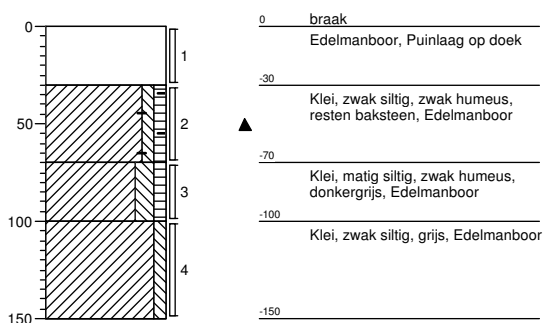 0
50
100
150
1
2
3
4
0
braak
Edelmanboor, Puinlaag op doek
-30
Klei, zwak siltig, zwak humeus,
resten baksteen, Edelmanboor
-70
Klei, matig siltig, zwak humeus,
donkergrijs, Edelmanboor
-100
Klei, zwak siltig, grijs, Edelmanboor
-150